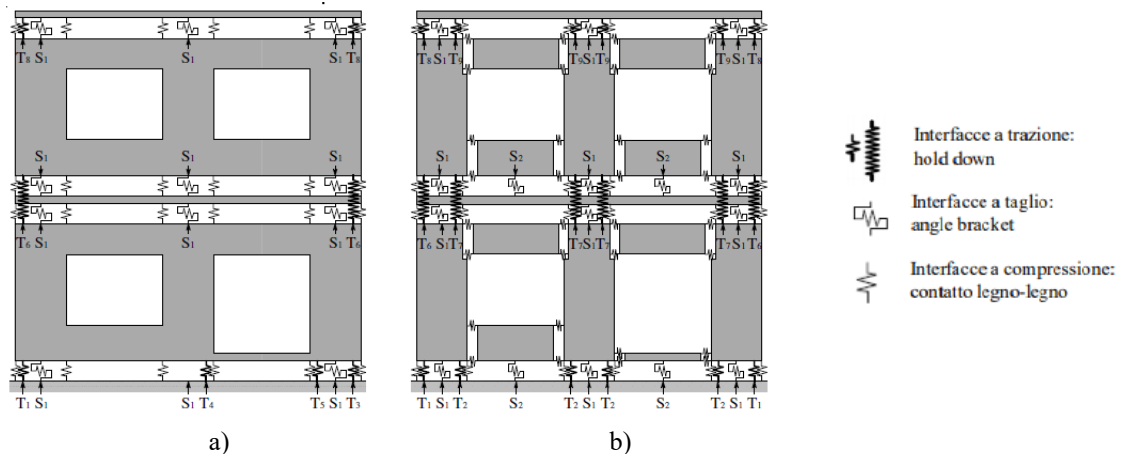 T8 S1 S1 S1 T8
S1 S1 S1
T6 S1 S1 S1 T6
T1 S1 S1 T4 T5 S1 T3
a)
T8 S1 T9 T9 S1 T9 T9 S1 T8
S1 S2 S1 S2 S1
T6 S1 T7 T7 S1 T7 T7 S1 T6
T1 S1 T2 S2 T2 S1 T2 S2 T2 S1 T1
b)
Interfacce a trazione:
hold down
Interfacce a taglio:
angle bracket
Interfacce a compressione:
contatto legno-legno